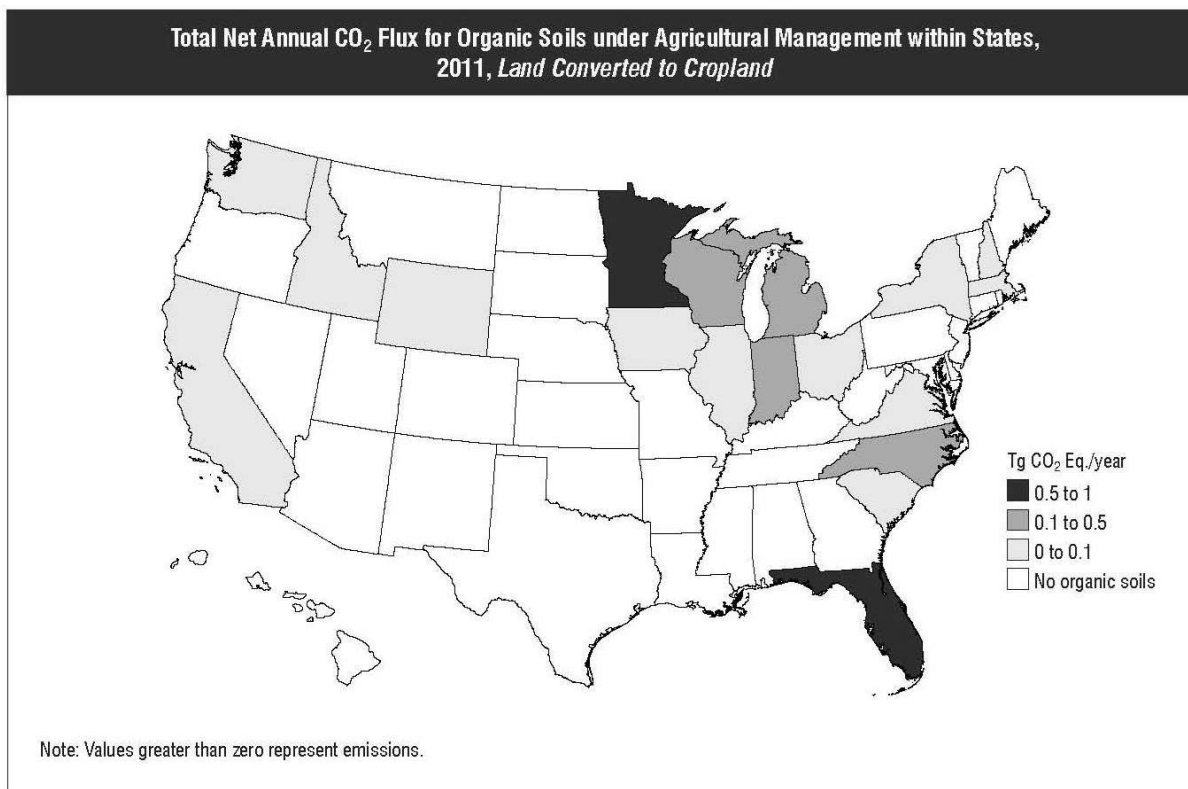 Total Net Annual CO₂ Flux for Organic Soils under Agricultural Management within States,
2011, Land Converted to Cropland
Tg CO₂ Eq./year
0.5 to 1
0.1 to 0.5
0 to 0.1
No organic soils
Note: Values greater than zero represent emissions.